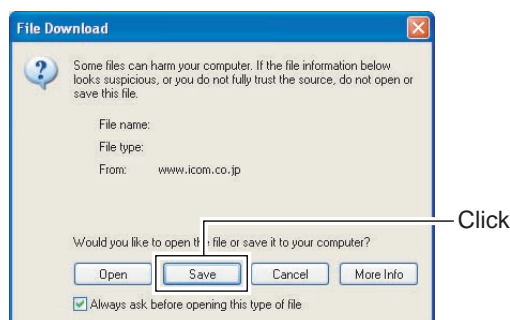 File Download
Some files can harm your computer. If the file information below
looks suspicious, or you do not fully trust the source, do not open or
save this file.
File name:
File type:
From: www.icom.co.jp
Click
Would you like to open the file or save it to your computer?
Open Save Cancel More Info
Always ask before opening this type of file